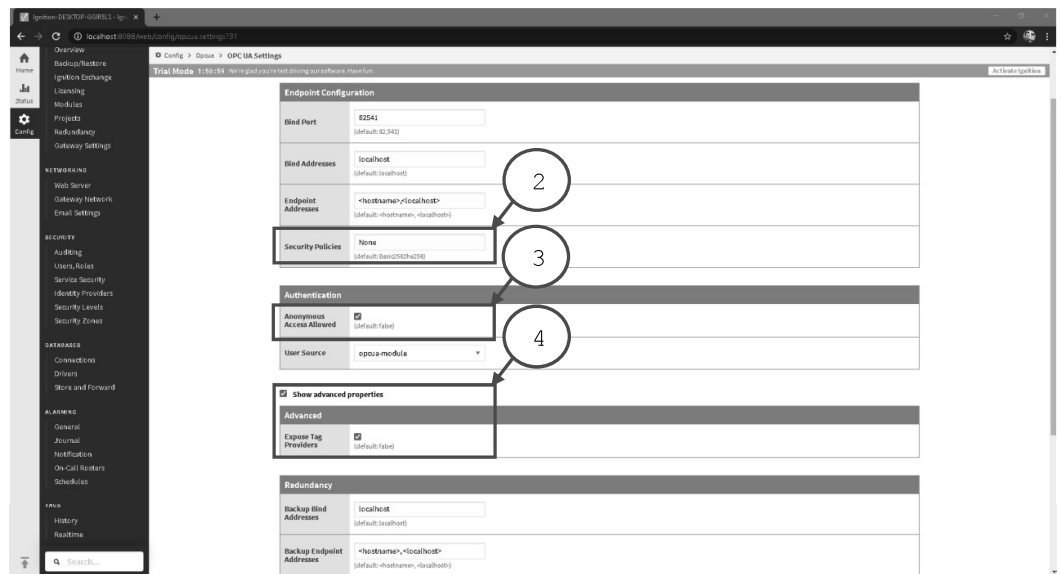 Ignition-DESKTOP-GGIR5LS - Ign
localhost:8088/web/config/opcua.settings?31
Home
Status
Config
Overview
Backup/Restore
Ignition Exchange
Licensing
Modules
Projects
Redundancy
Gateway Settings
NETWORKING
Web Server
Gateway Network
Email Settings
SECURITY
Auditing
Users, Roles
Service Security
Identity Providers
Security Levels
Security Zones
DATABASES
Connections
Drivers
Store and Forward
ALARMING
General
Journal
Notification
On-Call Rosters
Schedules
TAGS
History
Realtime
Search...
Config > Opcua > OPC UA Settings
Trial Mode 1:56:59 We're glad you're test driving our software. Have fun.
Activate Ignition
Endpoint Configuration
Bind Port
62541
(default: 62,541)
Bind Addresses
localhost
(default: localhost)
Endpoint Addresses
<hostname>,<localhost>
(default: <hostname>, <localhost>)
2
Security Policies
None
(default: Basic256Sha256)
3
Authentication
Anonymous Access Allowed
(default: false)
4
User Source
opcua-module
Show advanced properties
Advanced
Expose Tag Providers
(default: false)
Redundancy
Backup Bind Addresses
localhost
(default: localhost)
Backup Endpoint Addresses
<hostname>,<localhost>
(default: <hostname>, <localhost>)